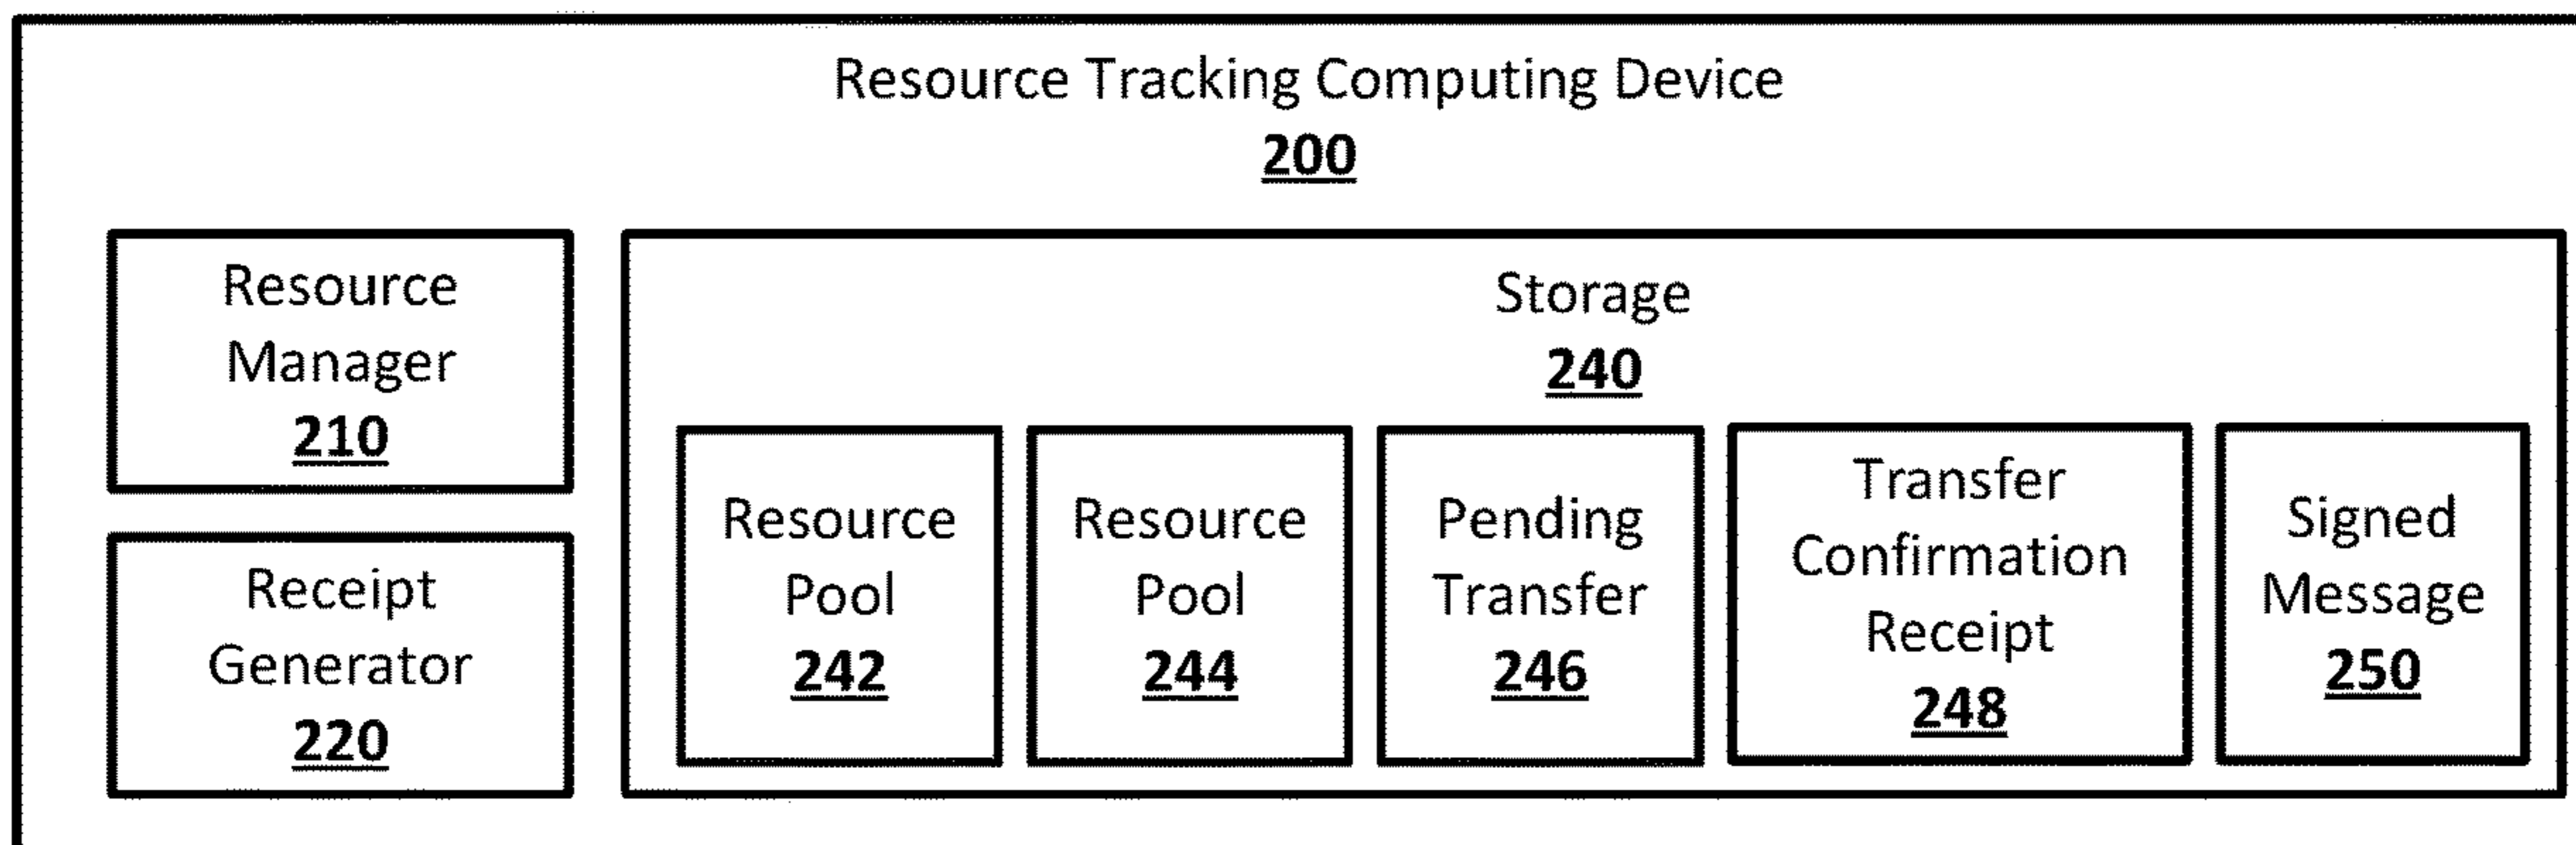 Resource Tracking Computing Device
200
Resource
Manager
210
Receipt
Generator
220
Storage
240
Resource
Pool
242
Resource
Pool
244
Pending
Transfer
246
Transfer
Confirmation
Receipt
248
Signed
Message
250